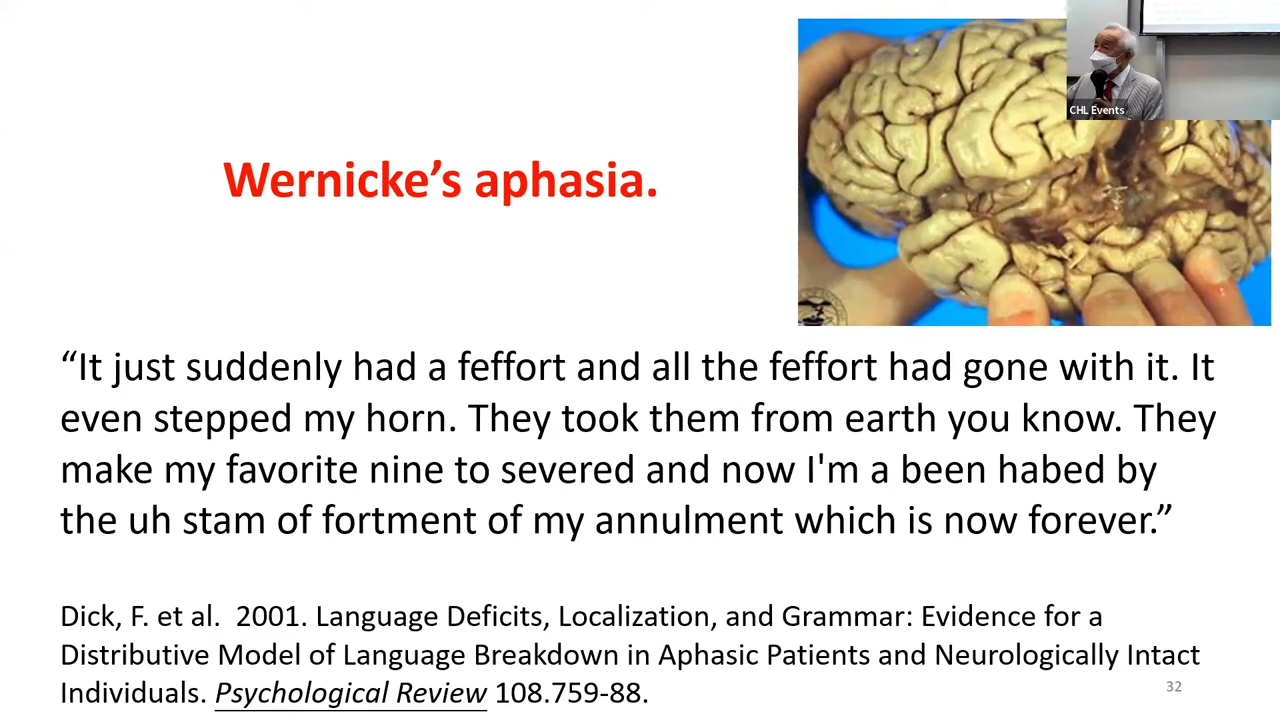 CHL Events
Wernicke’s aphasia.
“It just suddenly had a feffort and all the feffort had gone with it. It
even stepped my horn. They took them from earth you know. They
make my favorite nine to severed and now I'm a been habed by
the uh stam of fortment of my annulment which is now forever.”
Dick, F. et al.  2001. Language Deficits, Localization, and Grammar: Evidence for a
Distributive Model of Language Breakdown in Aphasic Patients and Neurologically Intact
Individuals. Psychological Review 108.759-88.
32